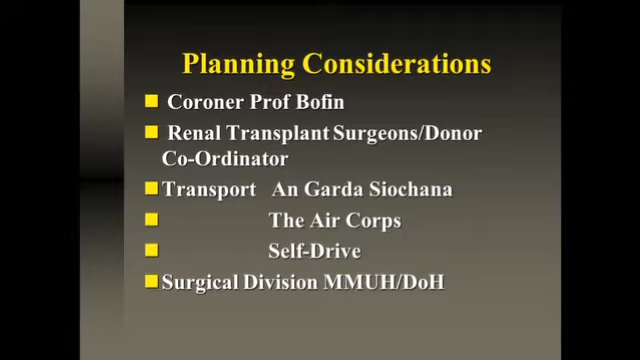 Planning Considerations
Coroner Prof Bofin
Renal Transplant Surgeons/Donor
Co-Ordinator
Transport An Garda Siochana
The Air Corps
Self-Drive
Surgical Division MMUH/DoH